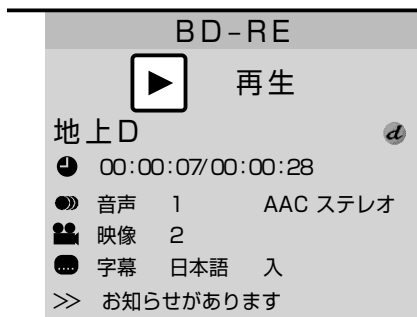 BD-RE
再生
地上D d
00:00:07/00:00:28
音声 1 AAC ステレオ
映像 2
字幕 日本語 入
>> お知らせがあります